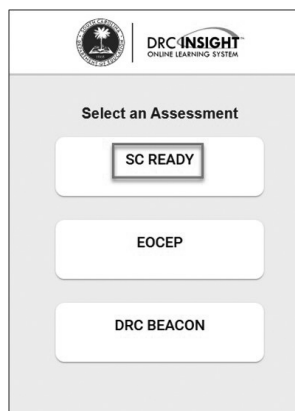 DRC INSIGHT
ONLINE LEARNING SYSTEM
Select an Assessment
SC READY
EOCEP
DRC BEACON